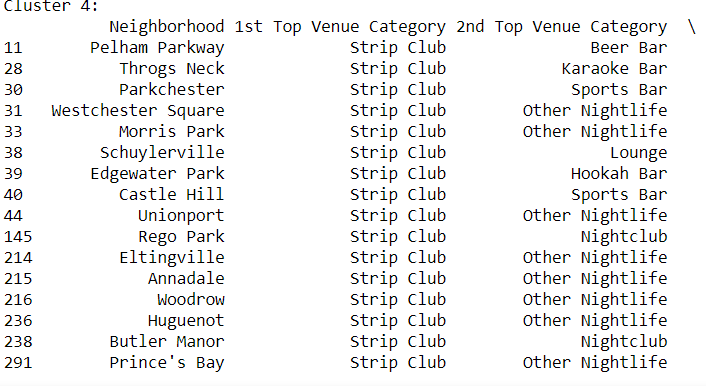 Cluster 4:
Neighborhood 1st Top Venue Category 2nd Top Venue Category \
11 Pelham Parkway Strip Club Beer Bar
28 Throgs Neck Strip Club Karaoke Bar
30 Parkchester Strip Club Sports Bar
31 Westchester Square Strip Club Other Nightlife
33 Morris Park Strip Club Other Nightlife
38 Schuylerville Strip Club Lounge
39 Edgewater Park Strip Club Hookah Bar
40 Castle Hill Strip Club Sports Bar
44 Unionport Strip Club Other Nightlife
145 Rego Park Strip Club Nightclub
214 Eltingville Strip Club Other Nightlife
215 Annadale Strip Club Other Nightlife
216 Woodrow Strip Club Other Nightlife
236 Huguenot Strip Club Other Nightlife
238 Butler Manor Strip Club Nightclub
291 Prince's Bay Strip Club Other Nightlife